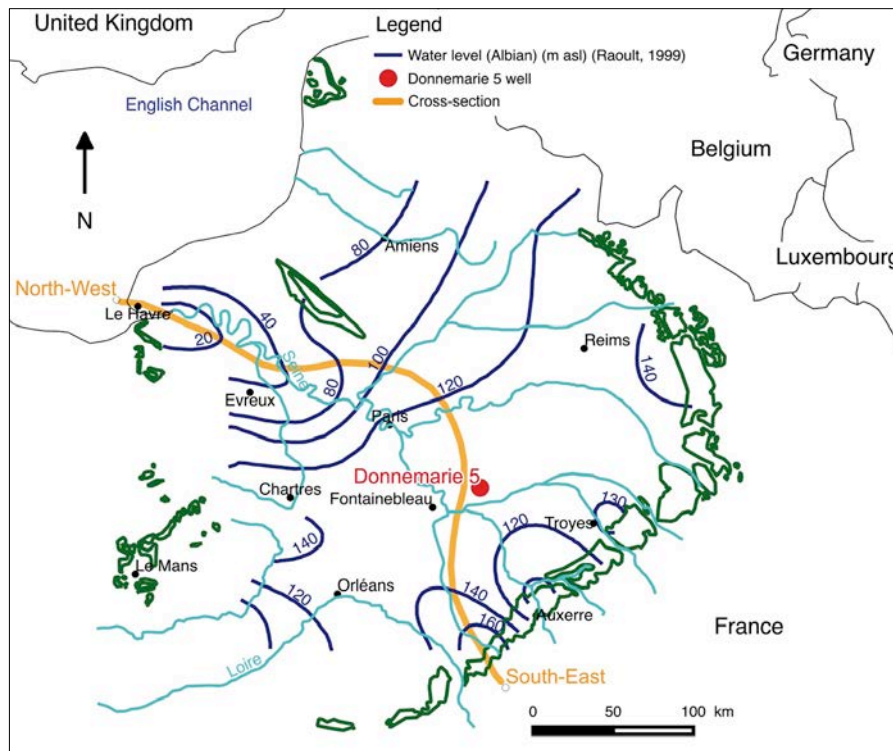 United Kingdom
Legend
Water level (Albian) (m asl) (Raoult, 1999)
Donnemarie 5 well
Cross-section
Germany
English Channel
Belgium
N
Luxembourg
80
Amiens
North-West
Le Havre
40
20
Seine
100
Reims
80
120
140
Evreux
Paris
Donnemarie 5
Chartres
Fontainebleau
130
120
Troyes
140
Le Mans
120
Orléans
140
160
Auxerre
France
Loire
South-East
0 50 100 km